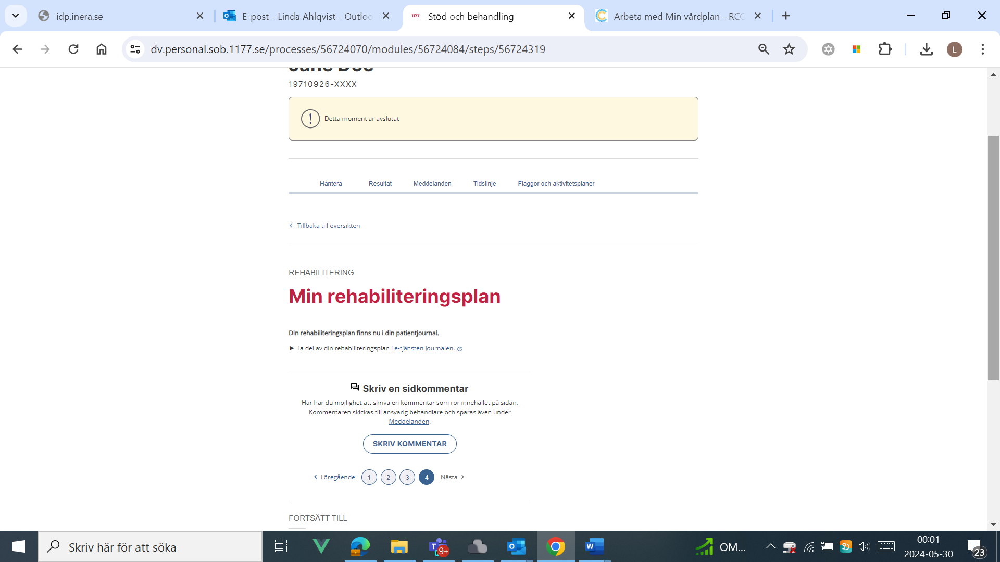 idp.inera.se
E-post - Linda Ahlqvist - Outloo
1177
Stöd och behandling
Arbeta med Min vårdplan - RCC
dv.personal.sob.1177.se/processes/56724070/modules/56724084/steps/56724319
L
Jane Doe
19710926-XXXX
Detta moment är avslutat
Hantera
Resultat
Meddelanden
Tidslinje
Flaggor och aktivitetsplaner
Tillbaka till översikten
REHABILITERING
Min rehabiliteringsplan
Din rehabiliteringsplan finns nu i din patientjournal.
► Ta del av din rehabiliteringsplan i e-tjänsten Journalen.
Skriv en sidkommentar
Här har du möjlighet att skriva en kommentar som rör innehållet på sidan.
Kommentaren skickas till ansvarig behandlare och sparas även under
Meddelanden.
SKRIV KOMMENTAR
Föregående 1 2 3 4 Nästa
FORTSÄTT TILL
Skriv här för att söka
9+
OM...
00:01
2024-05-30
23